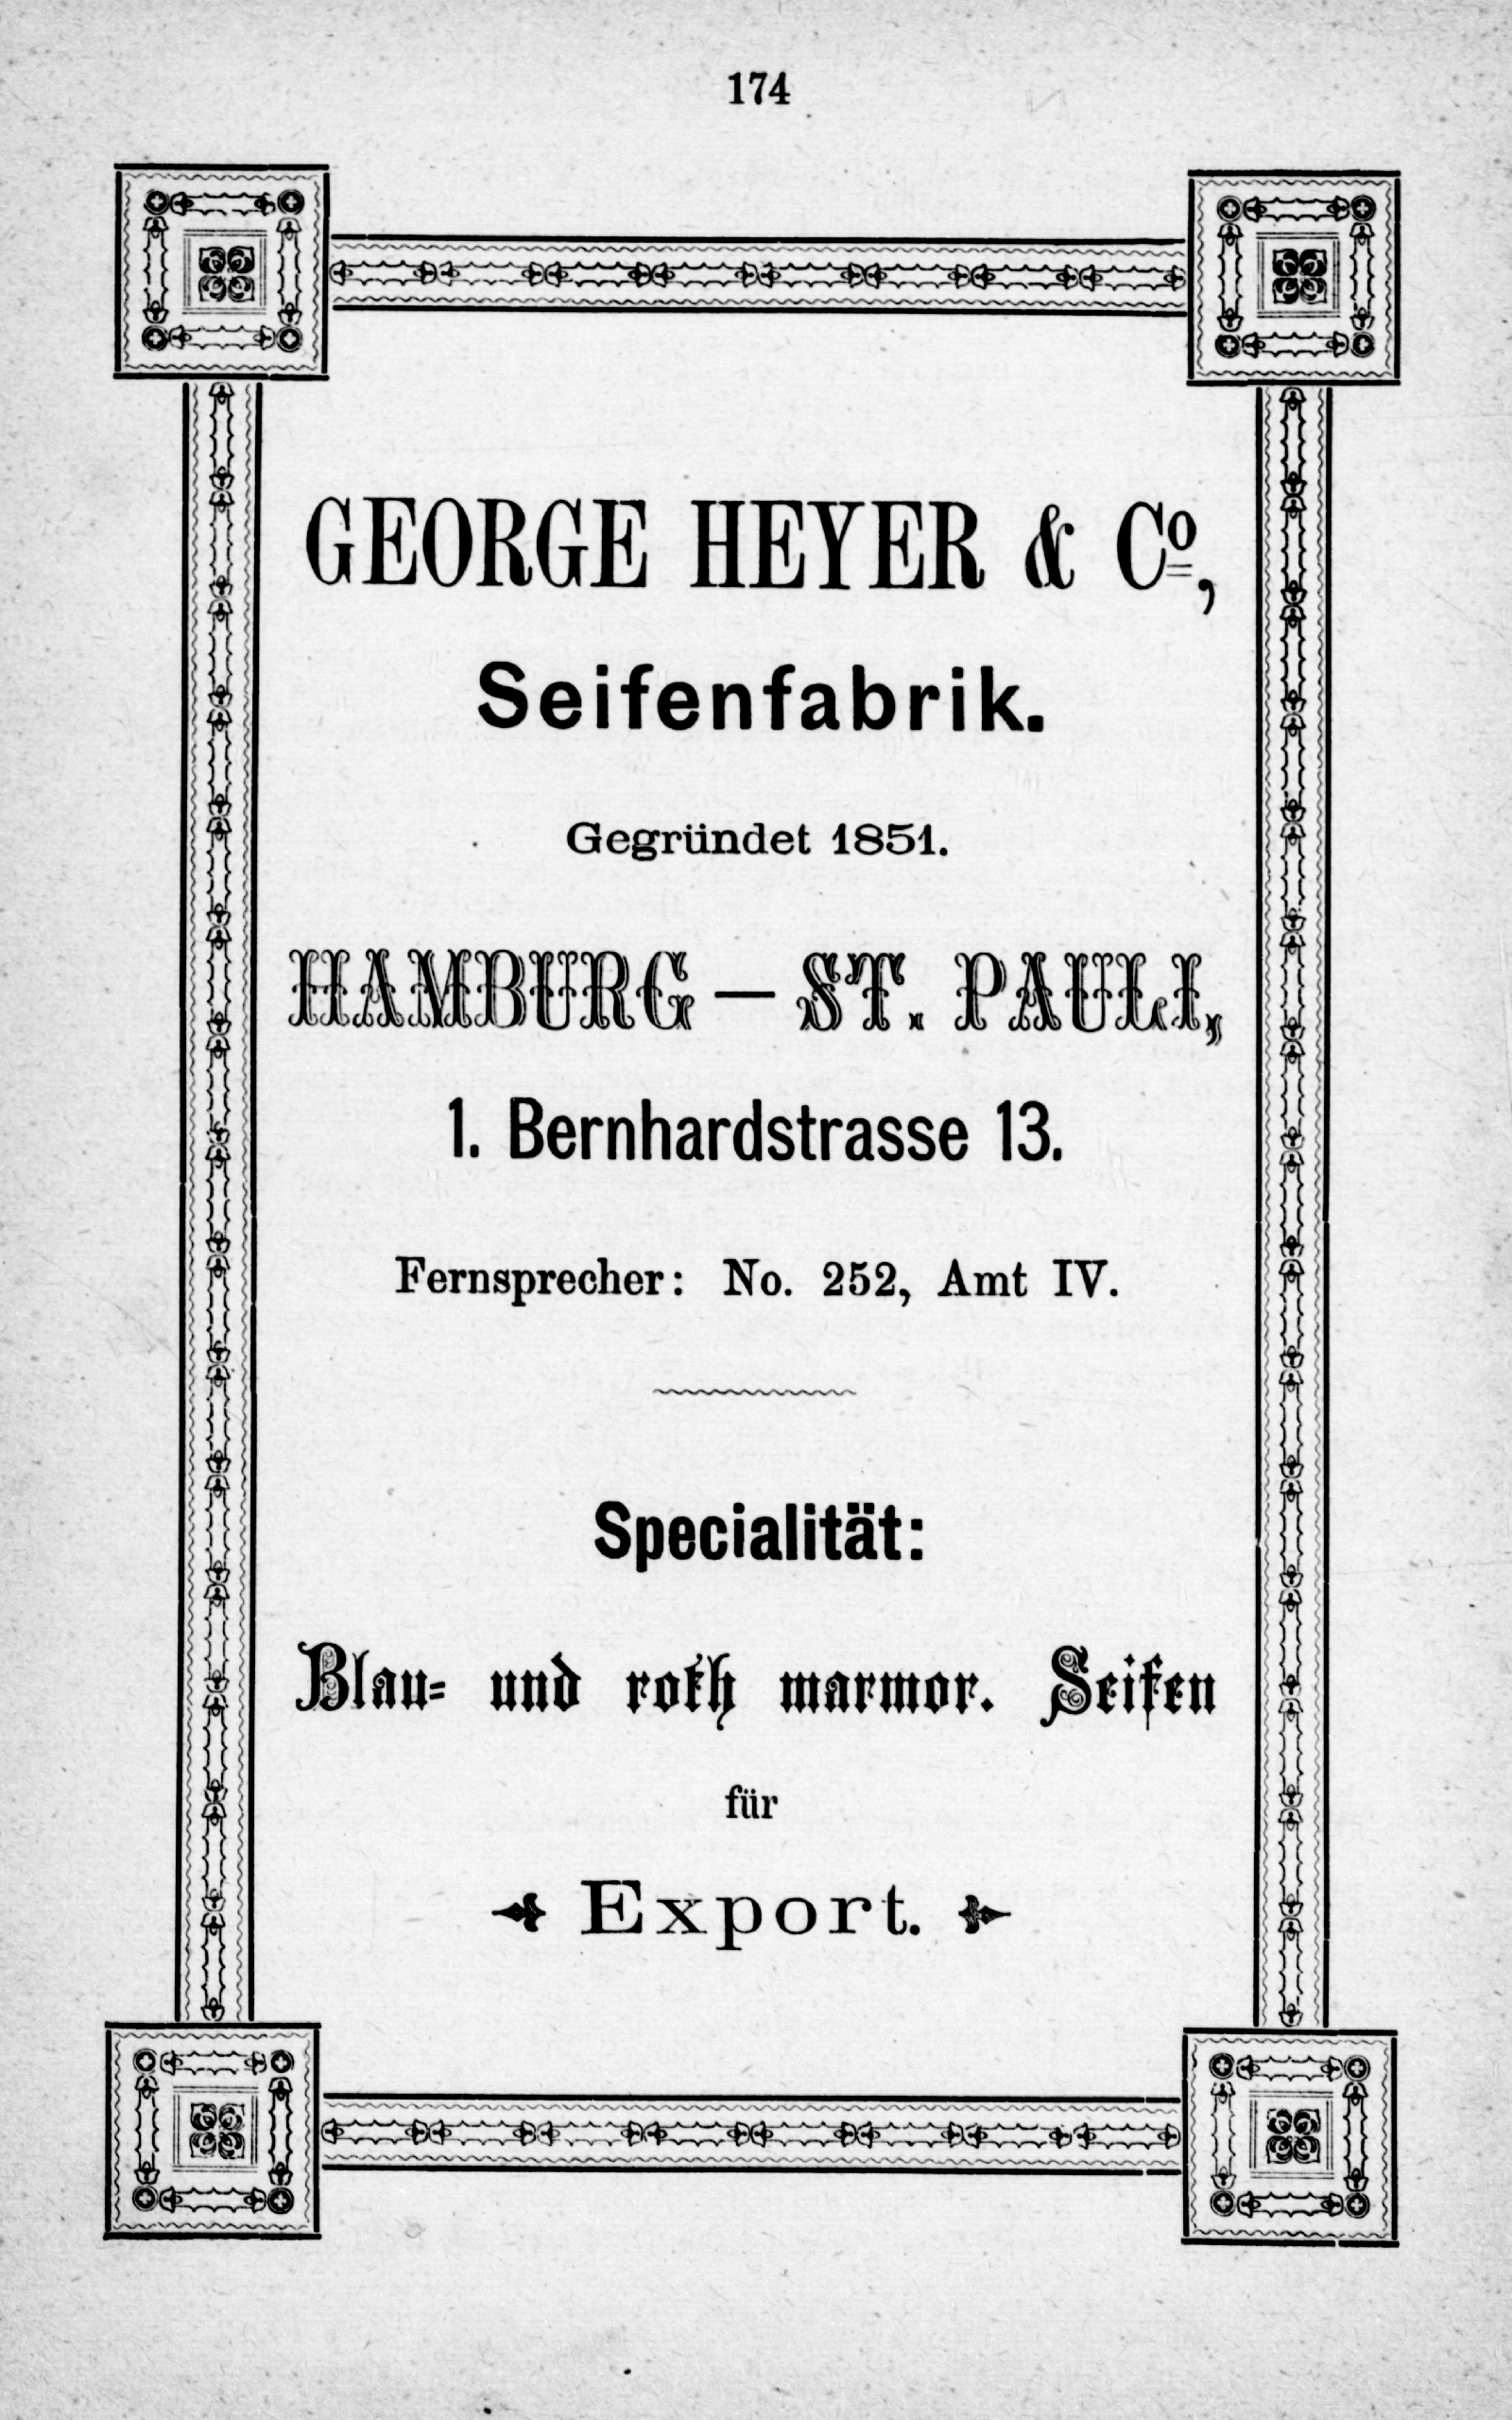 174
GEORGE HEYER & Co,
Seifenfabrik.
Gegründet 1851.
HAMBURG — ST. PAULI,
1. Bernhardstrasse 13.
Fernsprecher: No. 252, Amt IV.
Specialität:
Blau- und roth marmor. Seifen
für
Export.